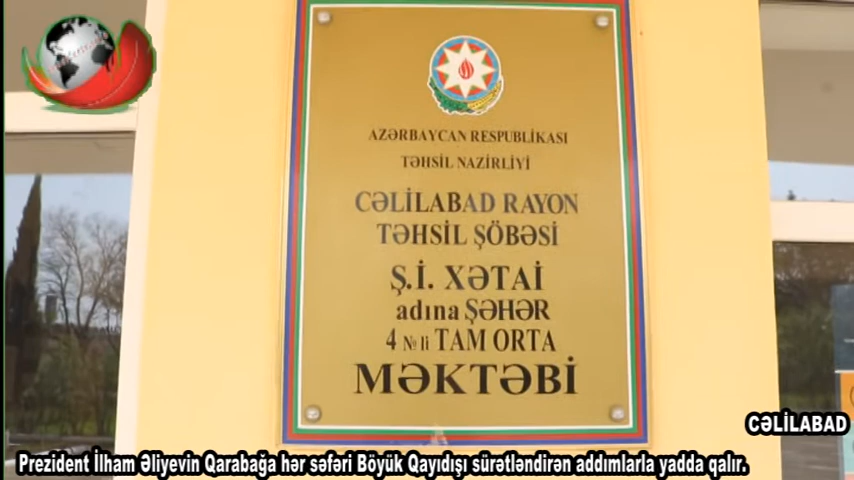 AZƏRBAYCAN RESPUBLİKASI
TƏHSİL NAZİRLİYİ
CƏLİLABAD RAYON
TƏHSİL ŞÖBƏSİ
Ş.İ. XƏTAİ
adına ŞƏHƏR
4 №li TAM ORTA
MƏKTƏBİ
CƏLİLABAD
Prezident İlham Əliyevin Qarabağa hər səfəri Böyük Qayıdışı sürətləndirən addımlarla yadda qalır.